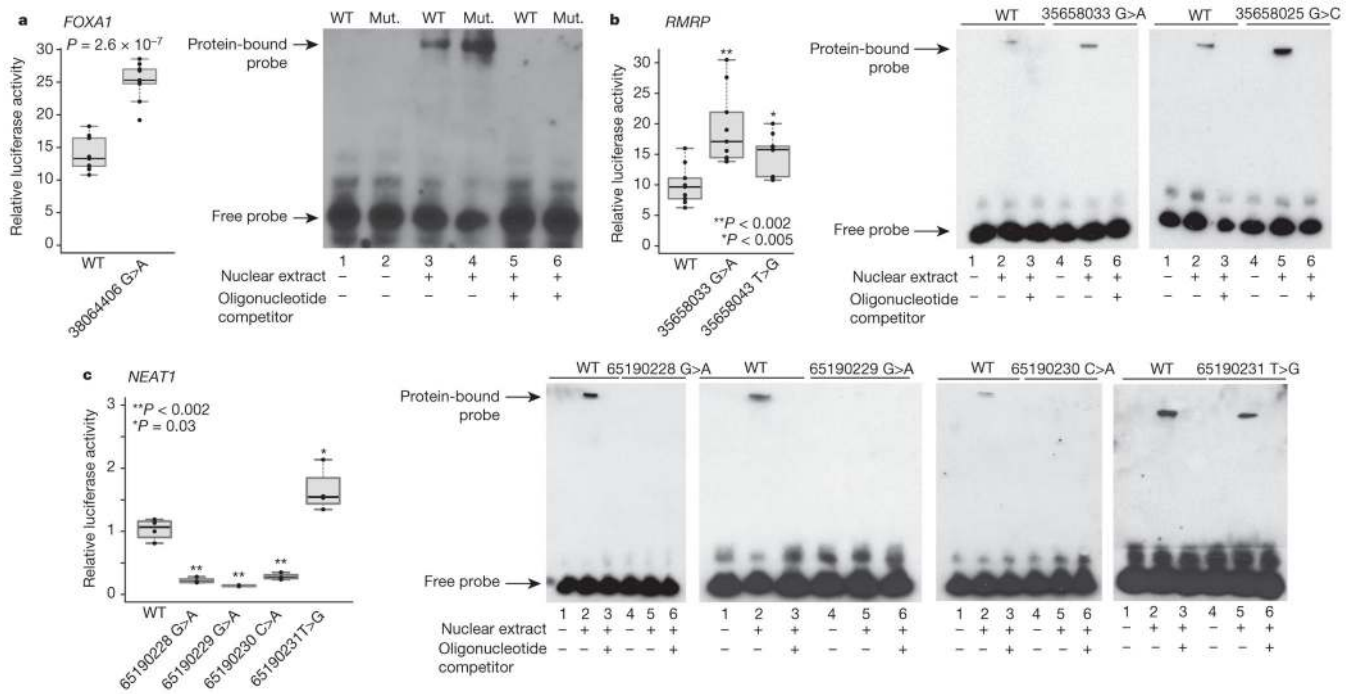 a FOXA1
P = 2.6 × 10⁻⁷
Relative luciferase activity
30
25
20
15
10
5
0
WT
38064406 G>A
WT Mut. WT Mut. WT Mut.
Protein-bound
probe
Free probe
1 2 3 4 5 6
Nuclear extract – – + + + +
Oligonucleotide – – – – + +
competitor
b RMRP
Relative luciferase activity
30
25
20
15
10
5
0
**
*
**P < 0.002
*P < 0.005
WT
35658033 G>A
35658043 T>G
WT 35658033 G>A WT 35658025 G>C
Protein-bound
probe
Free probe
1 2 3 4 5 6 1 2 3 4 5 6
Nuclear extract – + + – + + – + + – + +
Oligonucleotide – – + – – + – – + – – +
competitor
c NEAT1
**P < 0.002
*P = 0.03
Relative luciferase activity
3
2
1
0
** ** ** *
WT
65190228 G>A
65190229 G>A
65190230 C>A
65190231T>G
WT 65190228 G>A WT 65190229 G>A WT 65190230 C>A WT 65190231 T>G
Protein-bound
probe
Free probe
1 2 3 4 5 6 1 2 3 4 5 6 1 2 3 4 5 6 1 2 3 4 5 6
Nuclear extract – + + – + + – + + – + + – + + – + + – + + – + +
Oligonucleotide – – + – – + – – + – – + – – + – – + – – + – – +
competitor